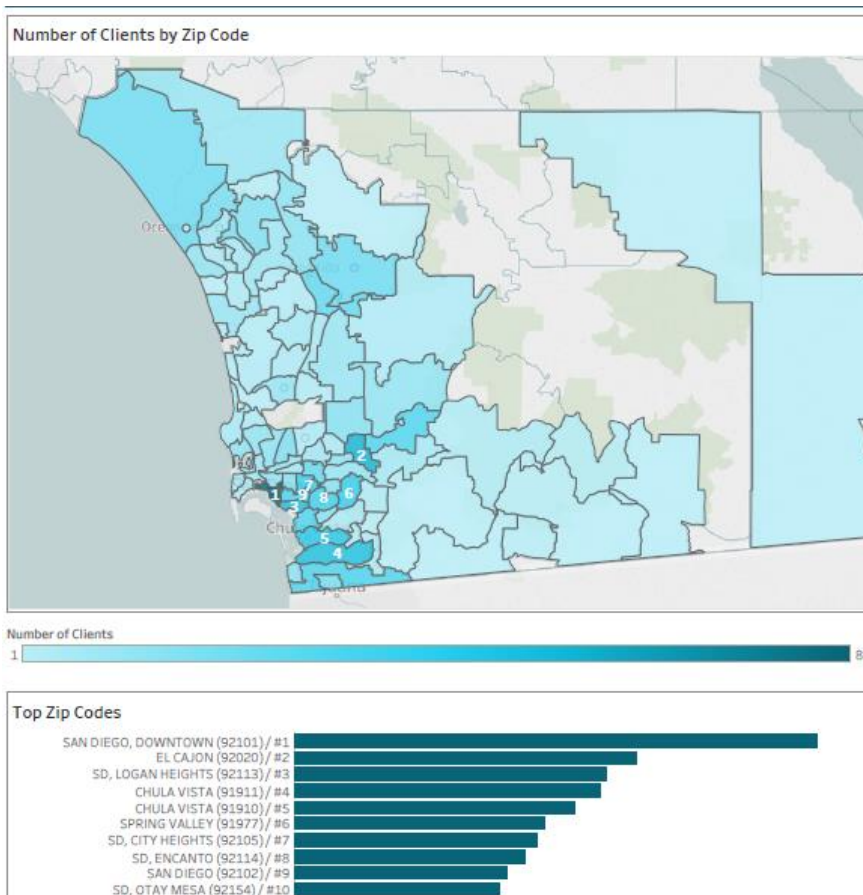 Number of Clients by Zip Code
2
7
1
9
8
6
3
5
4
Number of Clients
1
8
Top Zip Codes
SAN DIEGO, DOWNTOWN (92101) / #1
EL CAJON (92020) / #2
SD, LOGAN HEIGHTS (92113) / #3
CHULA VISTA (91911) / #4
CHULA VISTA (91910) / #5
SPRING VALLEY (91977) / #6
SD, CITY HEIGHTS (92105) / #7
SD, ENCANTO (92114) / #8
SAN DIEGO (92102) / #9
SD, OTAY MESA (92154) / #10